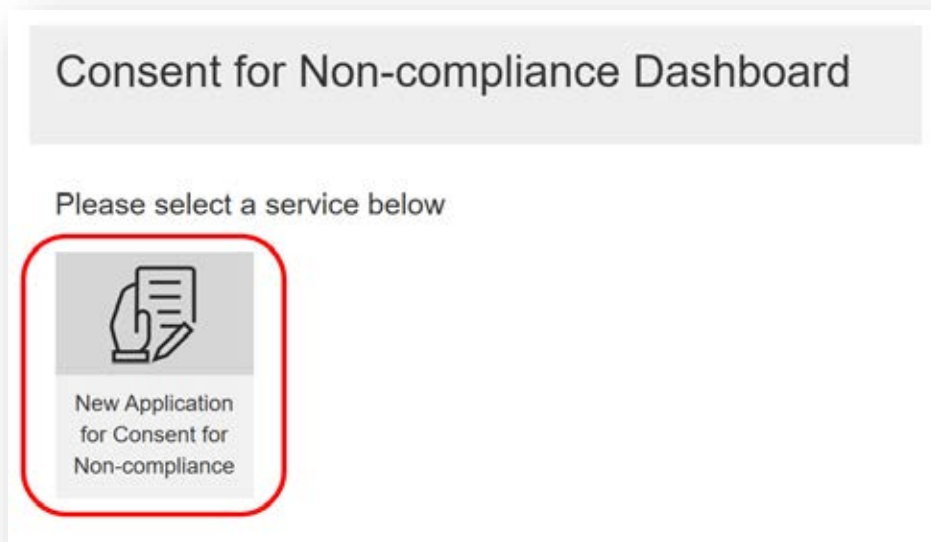 Consent for Non-compliance Dashboard
Please select a service below
New Application
for Consent for
Non-compliance